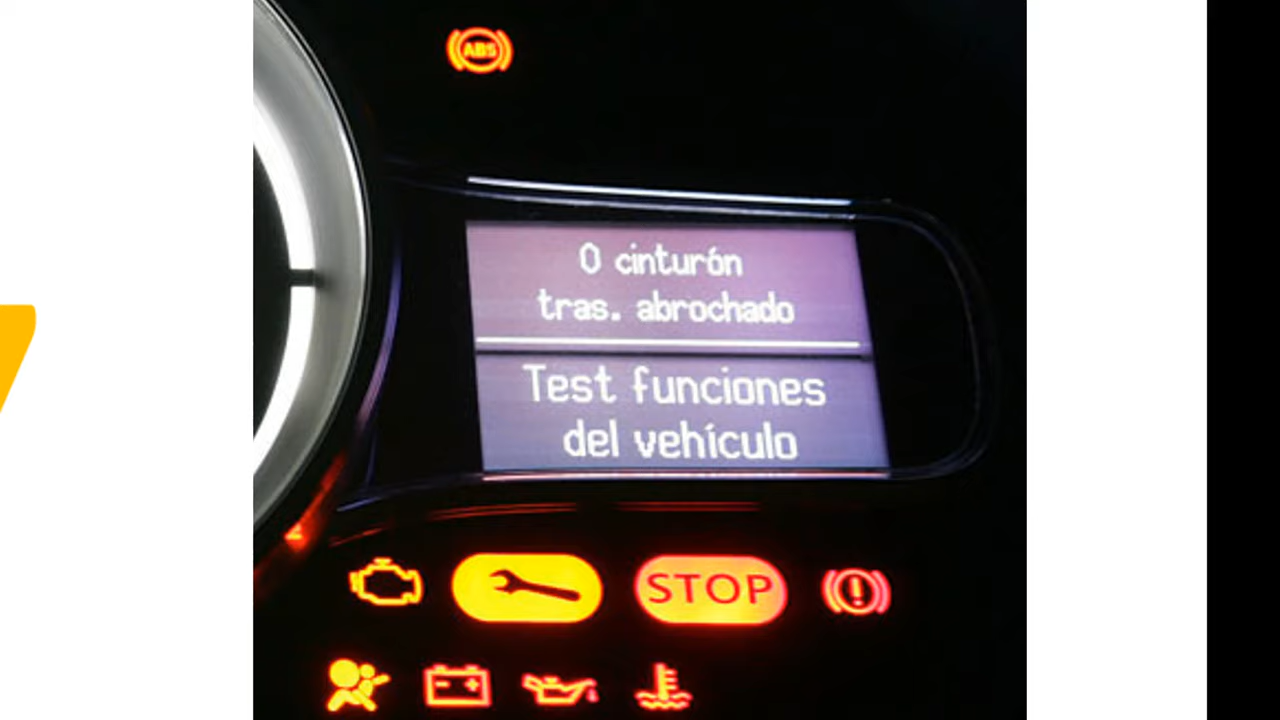 ABS
0 cinturón
tras. abrochado
Test funciones
del vehículo
STOP